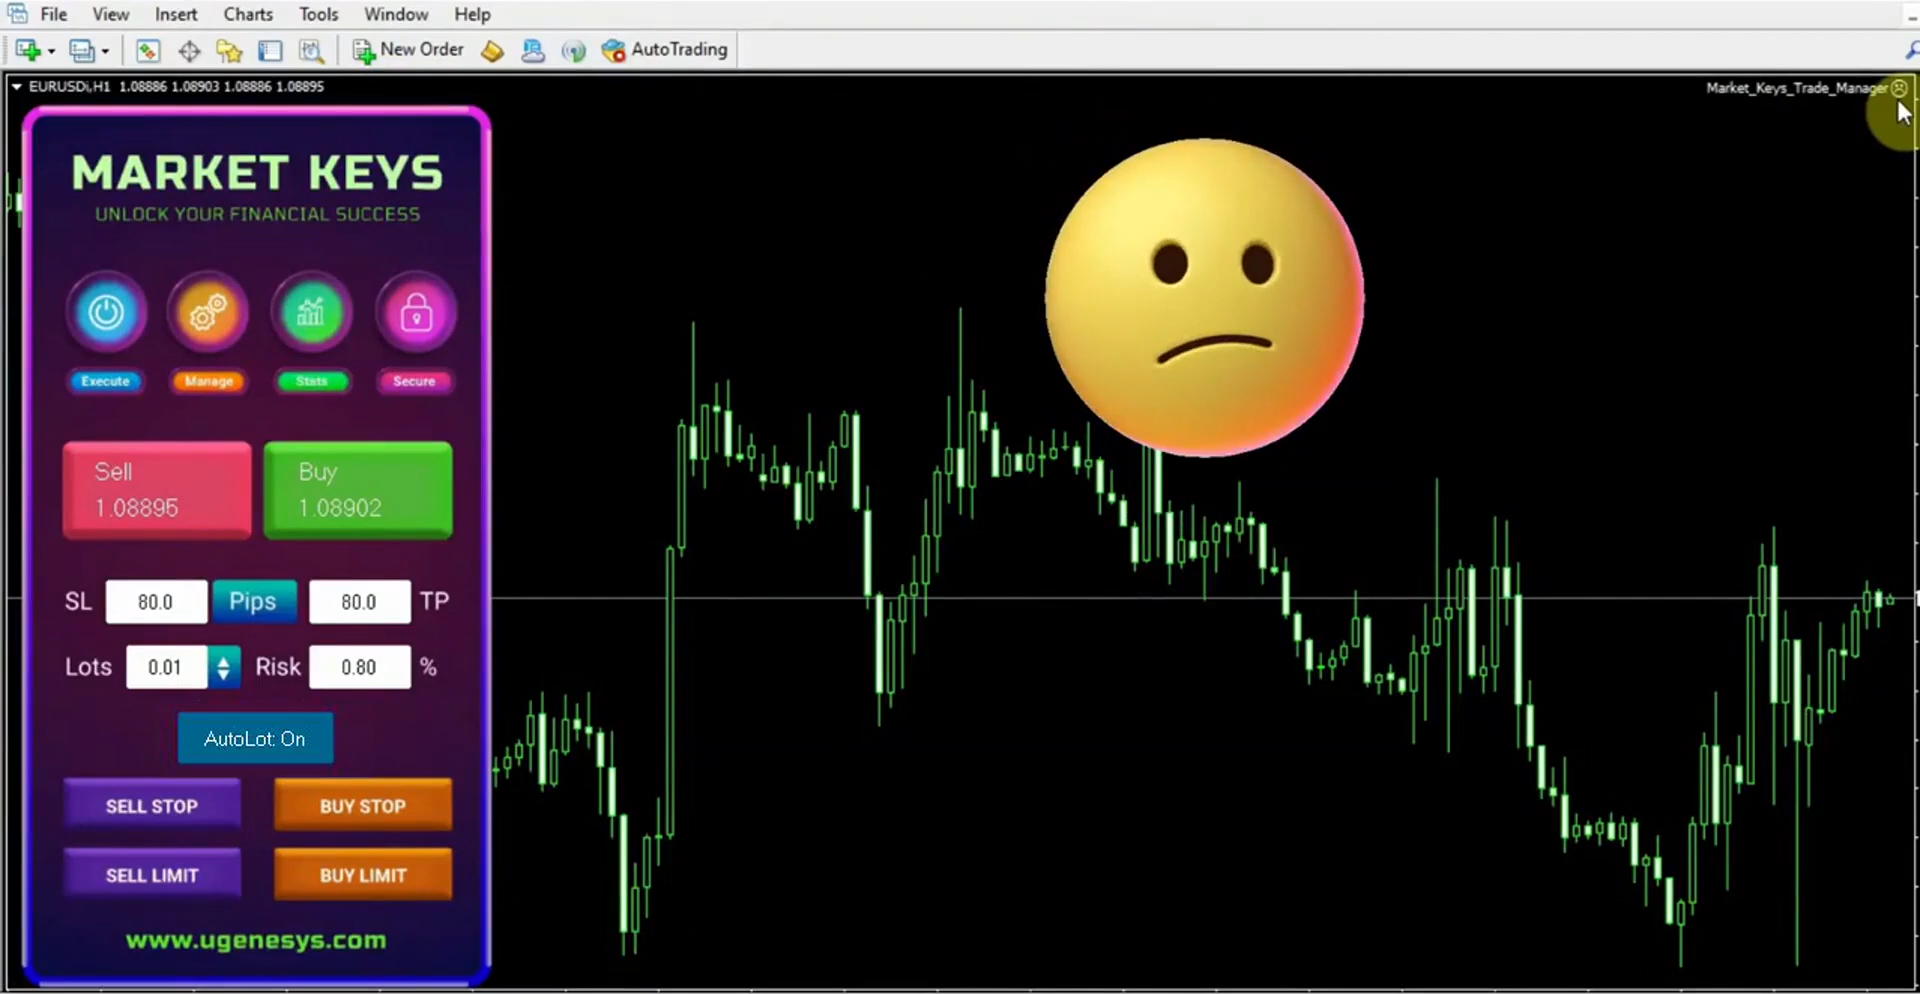 File View Insert Charts Tools Window Help
New Order AutoTrading
EURUSDi,H1 1.08886 1.08903 1.08886 1.08895
Market_Keys_Trade_Manager
MARKET KEYS
UNLOCK YOUR FINANCIAL SUCCESS
Execute Manage Stats Secure
Sell Buy
1.08895 1.08902
SL 80.0 Pips 80.0 TP
Lots 0.01 Risk 0.80 %
AutoLot: On
SELL STOP BUY STOP
SELL LIMIT BUY LIMIT
www.ugenesys.com